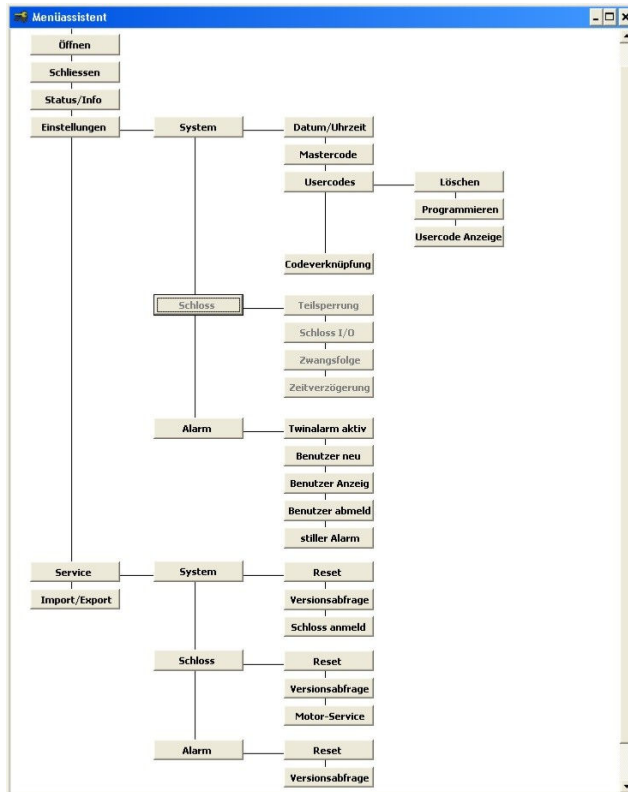 Menüassistent
Öffnen
Schliessen
Status/Info
Einstellungen System Datum/Uhrzeit
Mastercode
Usercodes Löschen
Programmieren
Usercode Anzeige
Codeverknüpfung
Schloss Teilsperrung
Schloss I/O
Zwangsfolge
Zeitverzögerung
Alarm Twinalarm aktiv
Benutzer neu
Benutzer Anzeig
Benutzer abmeld
stiller Alarm
Service System Reset
Import/Export Versionsabfrage
Schloss anmeld
Schloss Reset
Versionsabfrage
Motor-Service
Alarm Reset
Versionsabfrage